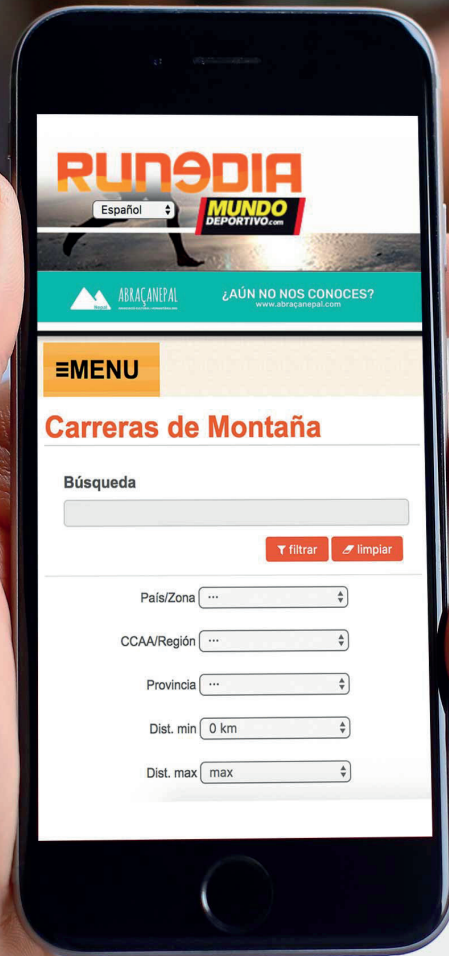 RUNEDIA
Español
MUNDO
DEPORTIVO.com
Nepal
ABRAÇANEPAL
¿AÚN NO NOS CONOCES?
www.abraçanepal.com
≡MENU
Carreras de Montaña
Búsqueda
filtrar limpiar
País/Zona ...
CCAA/Región ...
Provincia ...
Dist. min 0 km
Dist. max max